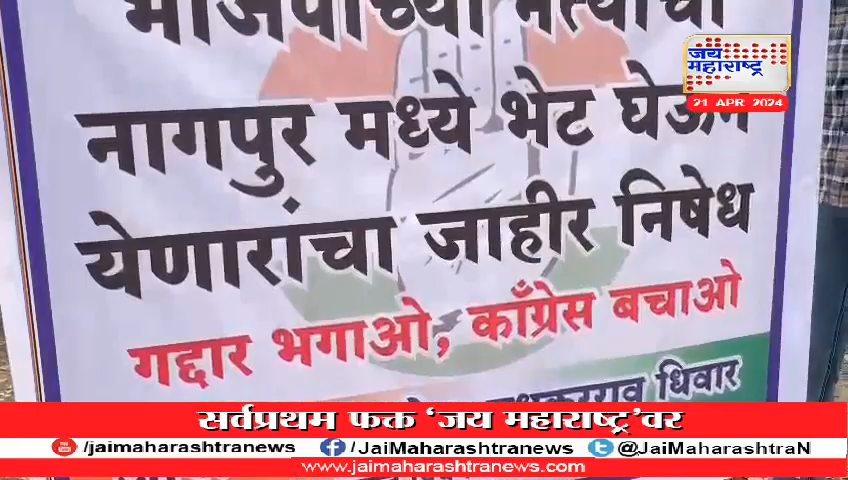 भाजपाच्या नेत्यांची
जय
महाराष्ट्र
21 APR 2024
नागपुर मध्ये भेट घेऊन
येणारांचा जाहीर निषेध
गद्दार भगाओ, काँग्रेस बचाओ
धिवार
सर्वप्रथम फक्त ‘जय महाराष्ट्र’वर
/jaimaharashtranews /JaiMaharashtraNews @JaiMaharashtraN
www.jaimaharashtranews.com